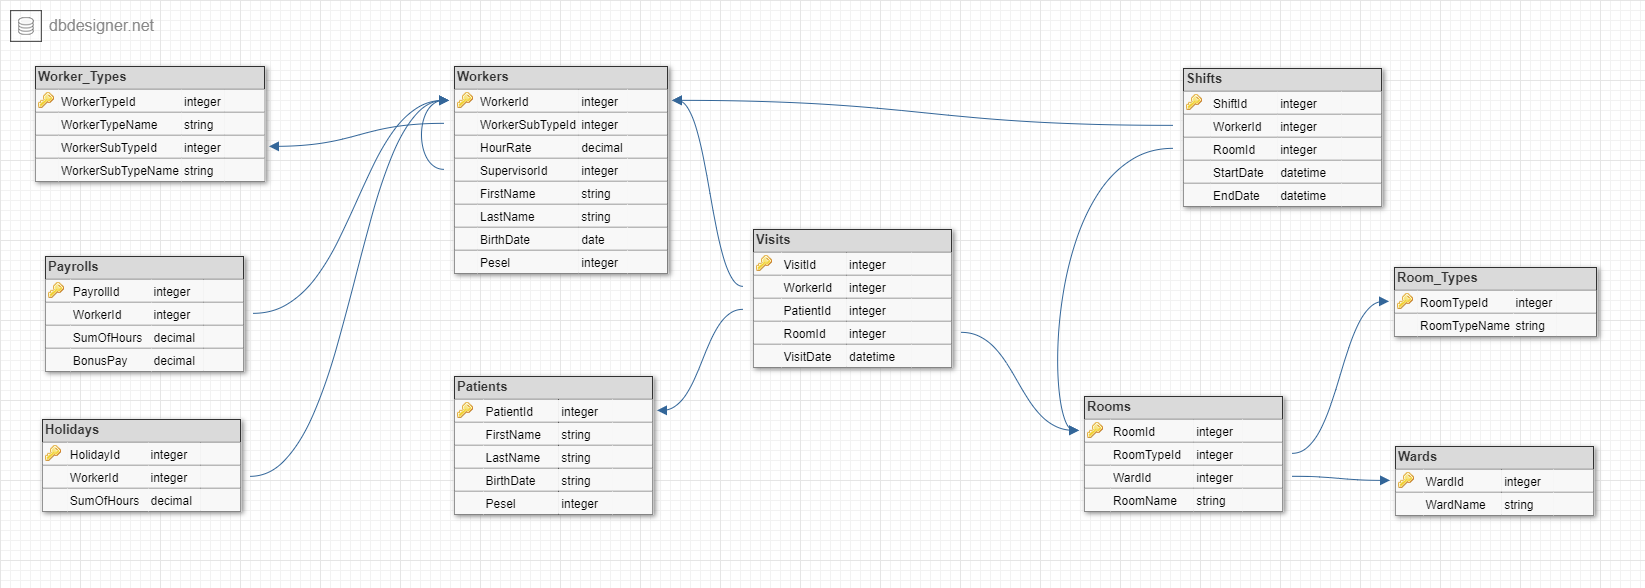 dbdesigner.net
Worker_Types
WorkerTypeId integer
WorkerTypeName string
WorkerSubTypeId integer
WorkerSubTypeName string
Workers
WorkerId integer
WorkerSubTypeId integer
HourRate decimal
SupervisorId integer
FirstName string
LastName string
BirthDate date
Pesel integer
Shifts
ShiftId integer
WorkerId integer
RoomId integer
StartDate datetime
EndDate datetime
Payrolls
PayrollId integer
WorkerId integer
SumOfHours decimal
BonusPay decimal
Visits
VisitId integer
WorkerId integer
PatientId integer
RoomId integer
VisitDate datetime
Room_Types
RoomTypeId integer
RoomTypeName string
Holidays
HolidayId integer
WorkerId integer
SumOfHours decimal
Patients
PatientId integer
FirstName string
LastName string
BirthDate string
Pesel integer
Rooms
RoomId integer
RoomTypeId integer
WardId integer
RoomName string
Wards
WardId integer
WardName string